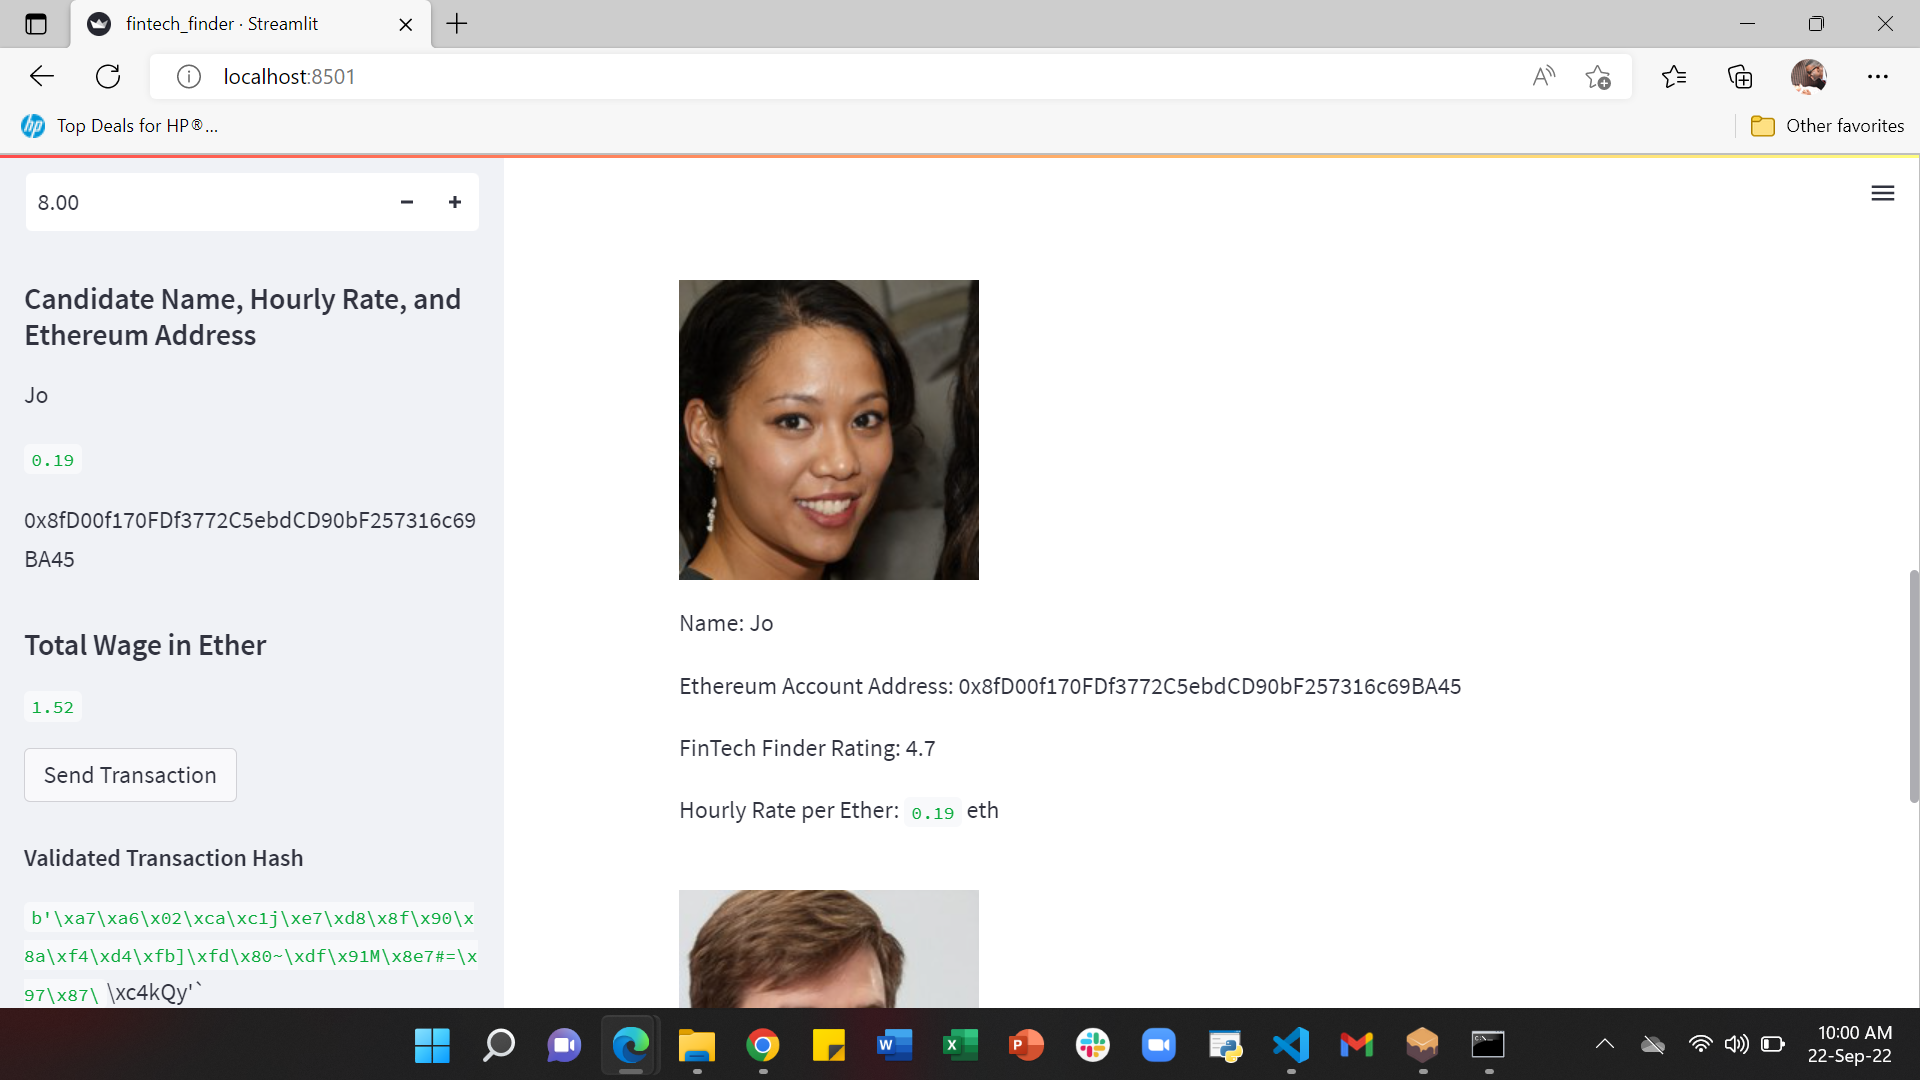 fintech_finder · Streamlit
localhost:8501
Top Deals for HP®...
Other favorites
8.00
Candidate Name, Hourly Rate, and
Ethereum Address
Jo
0.19
0x8fD00f170FDf3772C5ebdCD90bF257316c69
BA45
Total Wage in Ether
1.52
Send Transaction
Validated Transaction Hash
b'\xa7\xa6\x02\xca\xc1j\xe7\xd8\x8f\x90\x
8a\xf4\xd4\xfb]\xfd\x80~\xdf\x91M\x8e7#=\x
97\x87\ \xc4kQy'`
Name: Jo
Ethereum Account Address: 0x8fD00f170FDf3772C5ebdCD90bF257316c69BA45
FinTech Finder Rating: 4.7
Hourly Rate per Ether: 0.19 eth
10:00 AM
22-Sep-22